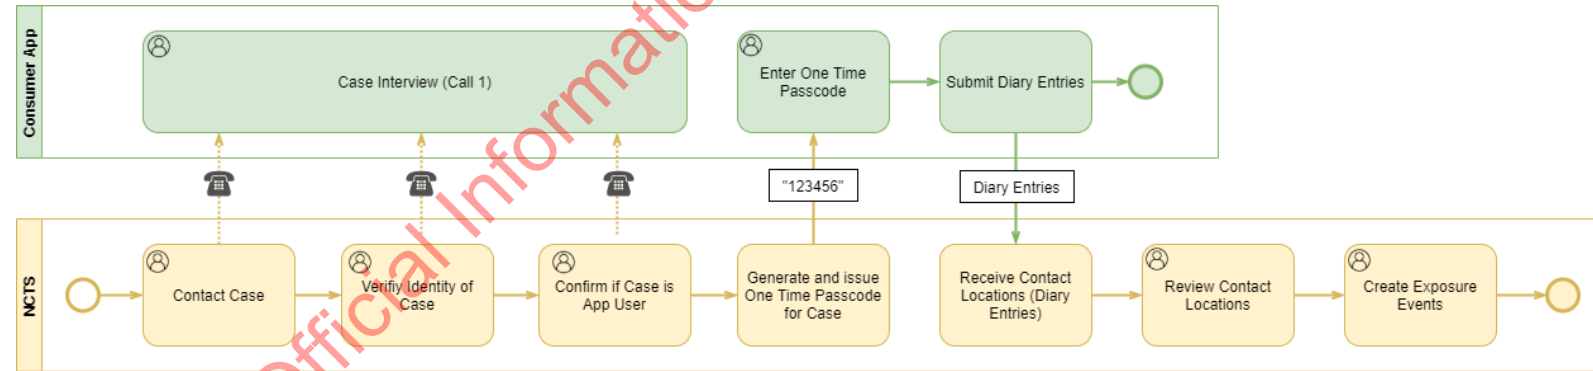 Consumer App
Case Interview (Call 1)
Enter One Time
Passcode
Submit Diary Entries
"123456"
Diary Entries
NCTS
Contact Case
Verifiy Identity of
Case
Confirm if Case is
App User
Generate and issue
One Time Passcode
for Case
Receive Contact
Locations (Diary
Entries)
Review Contact
Locations
Create Exposure
Events
Official Informatio